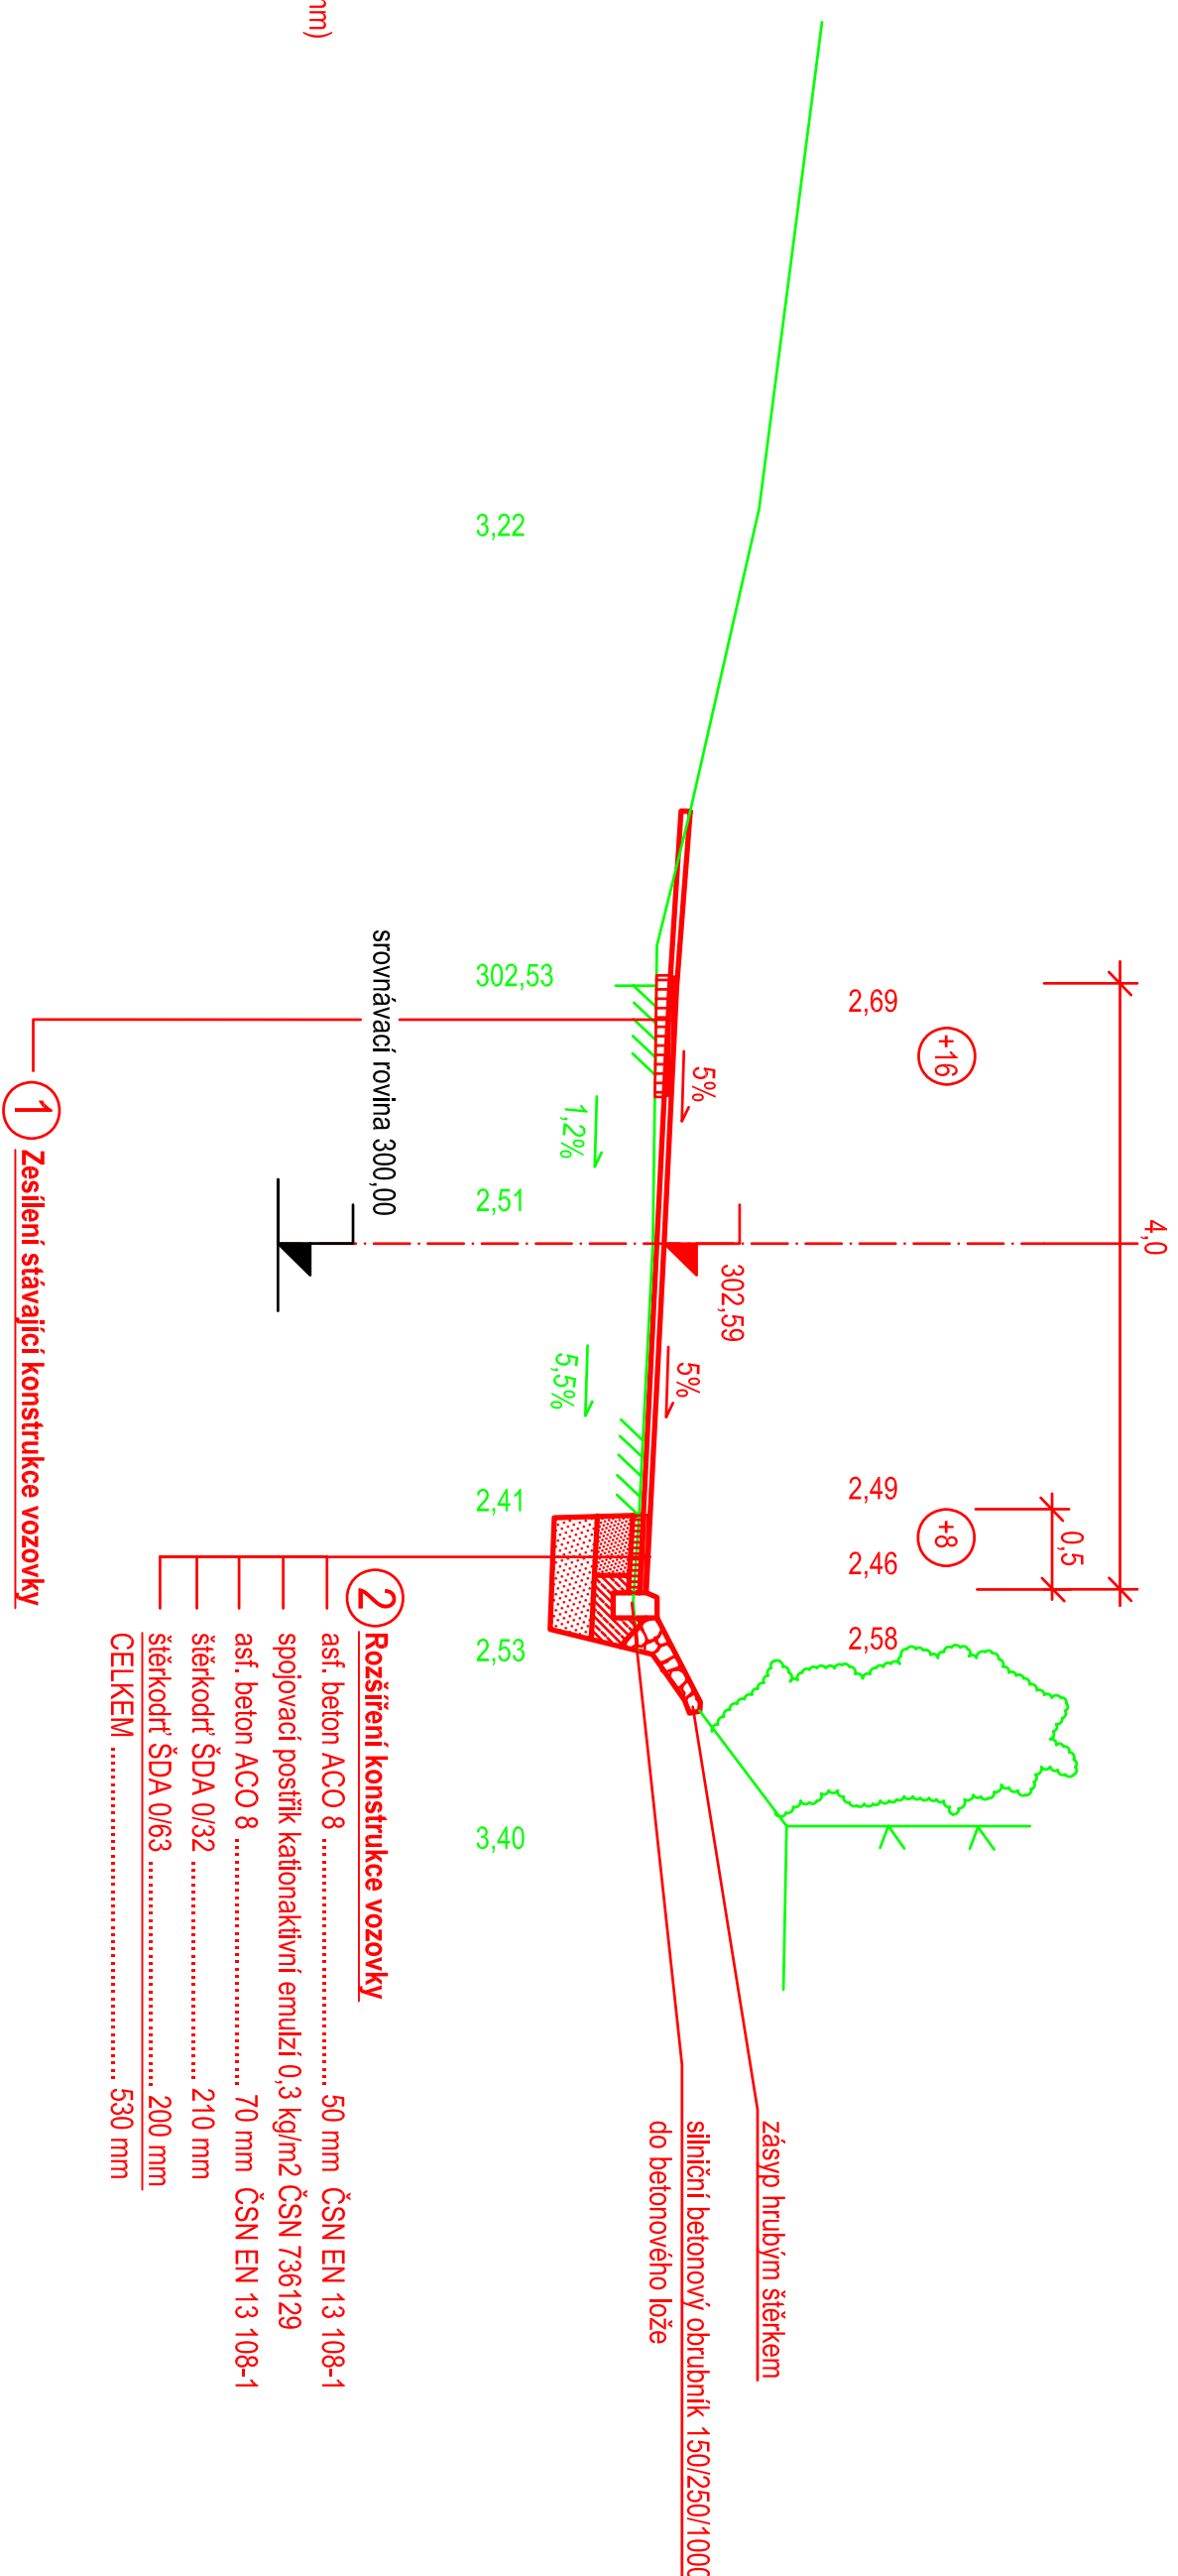 4,0
0,5
2,69
+16
2,49
+8
2,46
2,58
zásyp hrubým štěrkem
silniční betonový obrubník 150/250/1000
do betonového lože
302,59
5%
5%
1,2%
5,5%
3,22
302,53
2,51
2,41
2,53
3,40
srovnávací rovina 300,00
mm)
2 Rozšíření konstrukce vozovky
asf. beton ACO 8 ........................... 50 mm ČSN EN 13 108-1
spojovací postřik kationaktivní emulzí 0,3 kg/m2 ČSN 736129
asf. beton ACO 8 ........................... 70 mm ČSN EN 13 108-1
štěrkodrť ŠDA 0/32 ........................ 210 mm
štěrkodrť ŠDA 0/63 ........................ 200 mm
CELKEM .................................... 530 mm
1 Zesílení stávající konstrukce vozovky